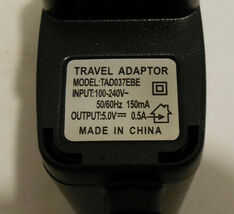 TRAVEL ADAPTOR
MODEL:TAD037EBE
INPUT:100-240V~
50/60Hz 150mA
OUTPUT:5.0V⎓ 0.5A
MADE IN CHINA